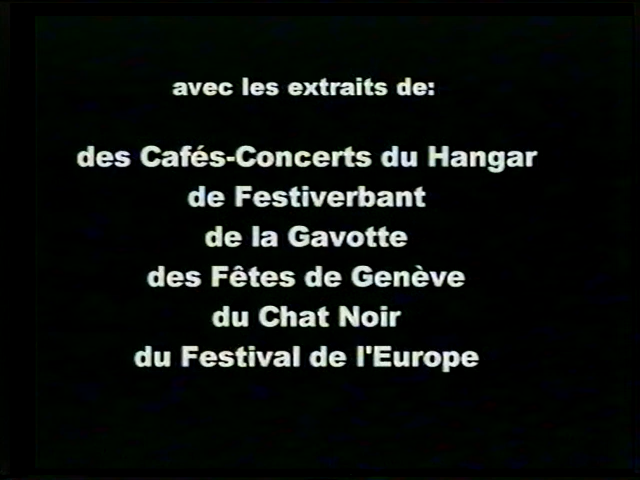 avec les extraits de:
des Cafés-Concerts du Hangar
de Festiverbant
de la Gavotte
des Fêtes de Genève
du Chat Noir
du Festival de l'Europe